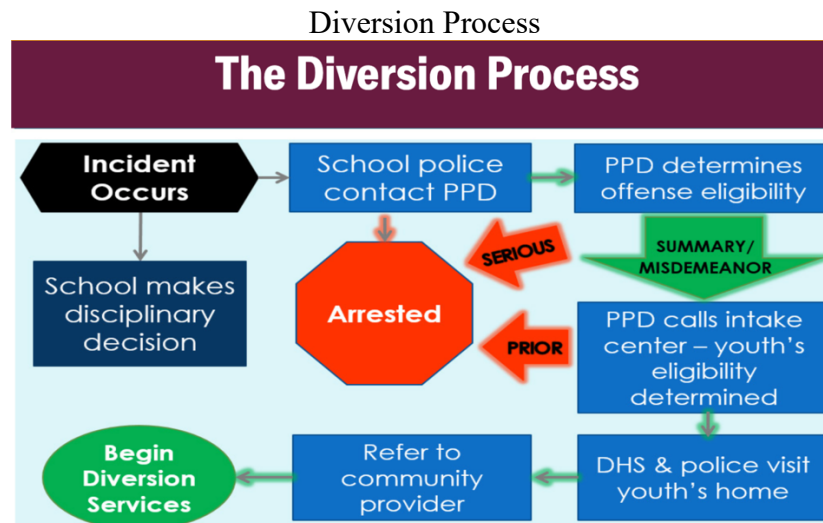 Diversion Process
The Diversion Process
Incident
Occurs
School police
contact PPD
PPD determines
offense eligibility
SERIOUS
SUMMARY/
MISDEMEANOR
School makes
disciplinary
decision
Arrested
PRIOR
PPD calls intake
center – youth's
eligibility
determined
Begin
Diversion
Services
Refer to
community
provider
DHS & police visit
youth's home